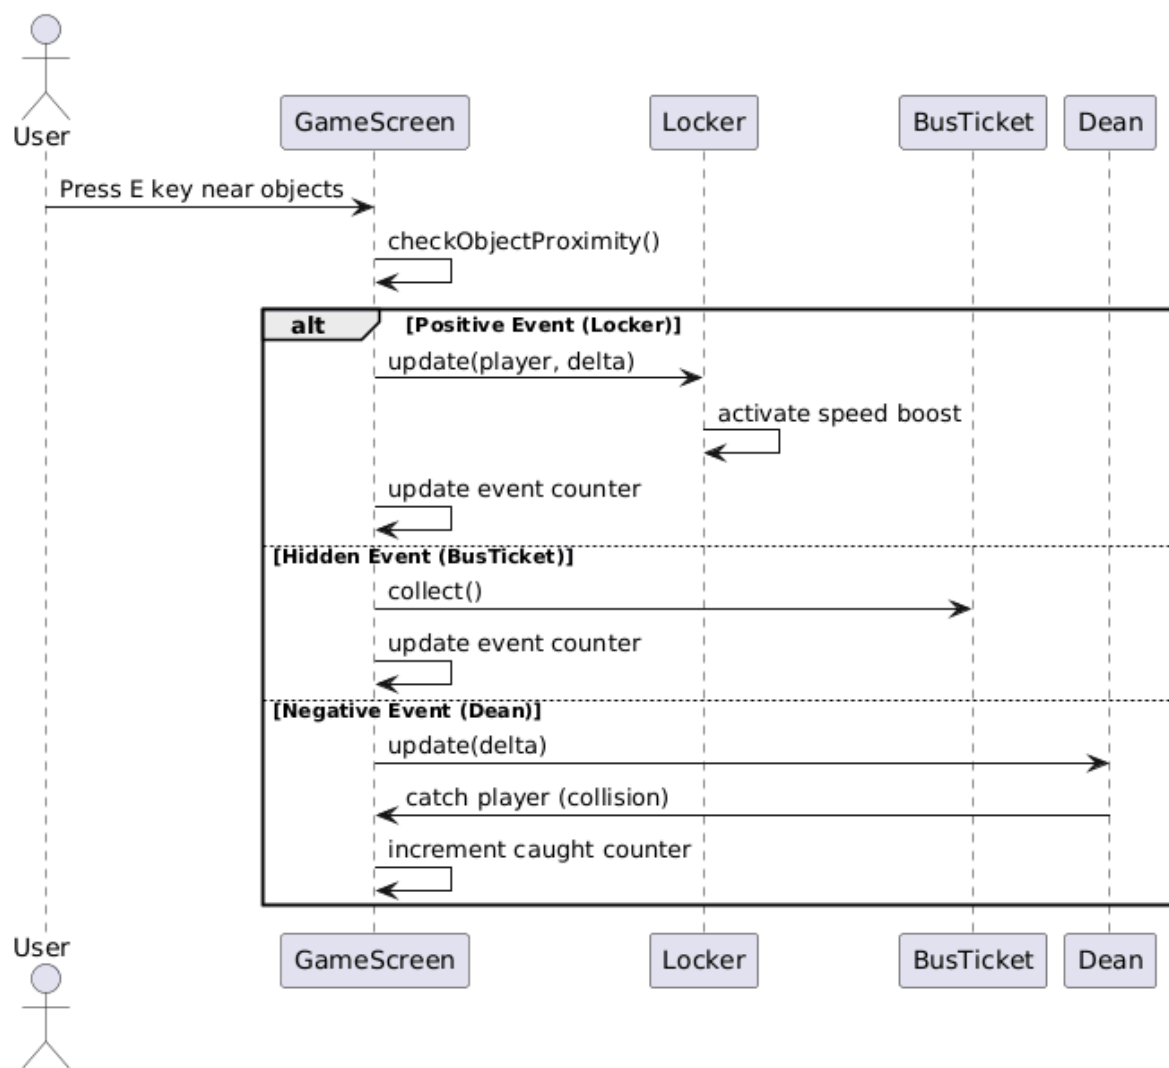 User
GameScreen
Locker
BusTicket
Dean
Press E key near objects
checkObjectProximity()
alt
[Positive Event (Locker)]
update(player, delta)
activate speed boost
update event counter
[Hidden Event (BusTicket)]
collect()
update event counter
[Negative Event (Dean)]
update(delta)
catch player (collision)
increment caught counter
User
GameScreen
Locker
BusTicket
Dean